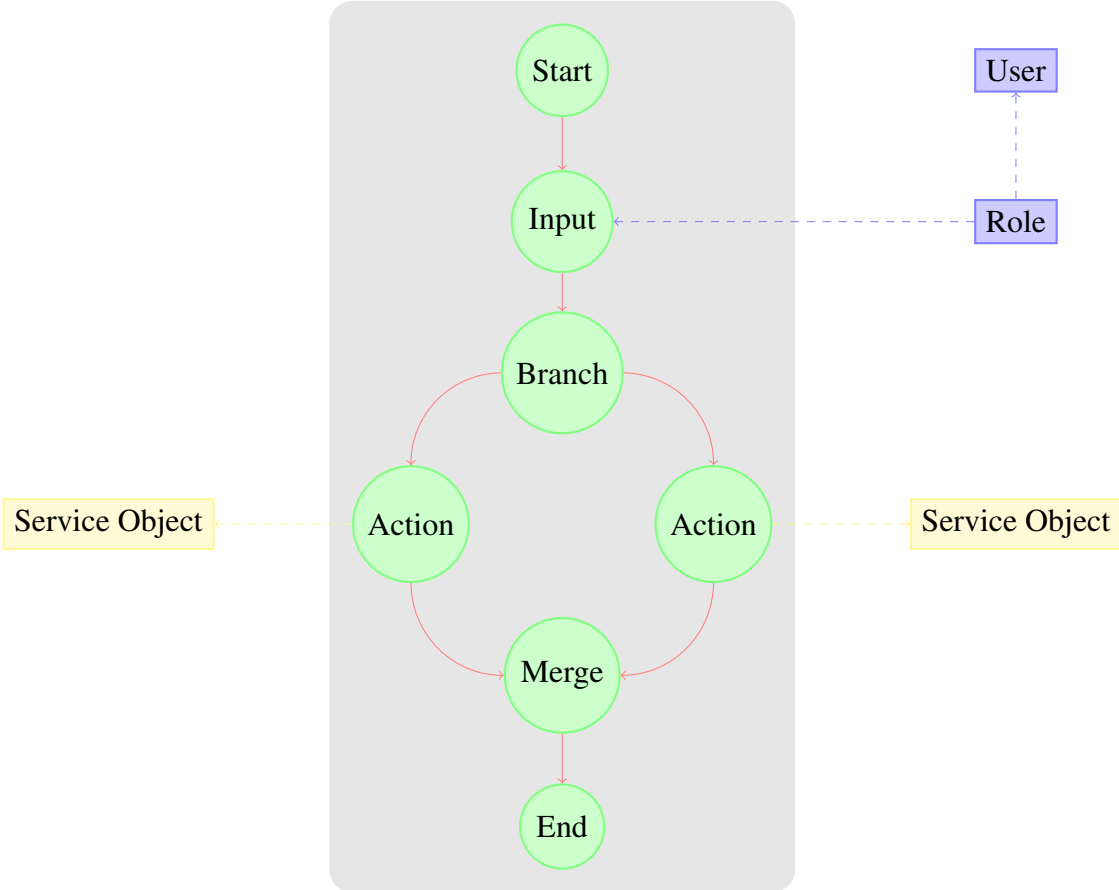 Start
User
Input
Role
Branch
Service Object
Action
Action
Service Object
Merge
End